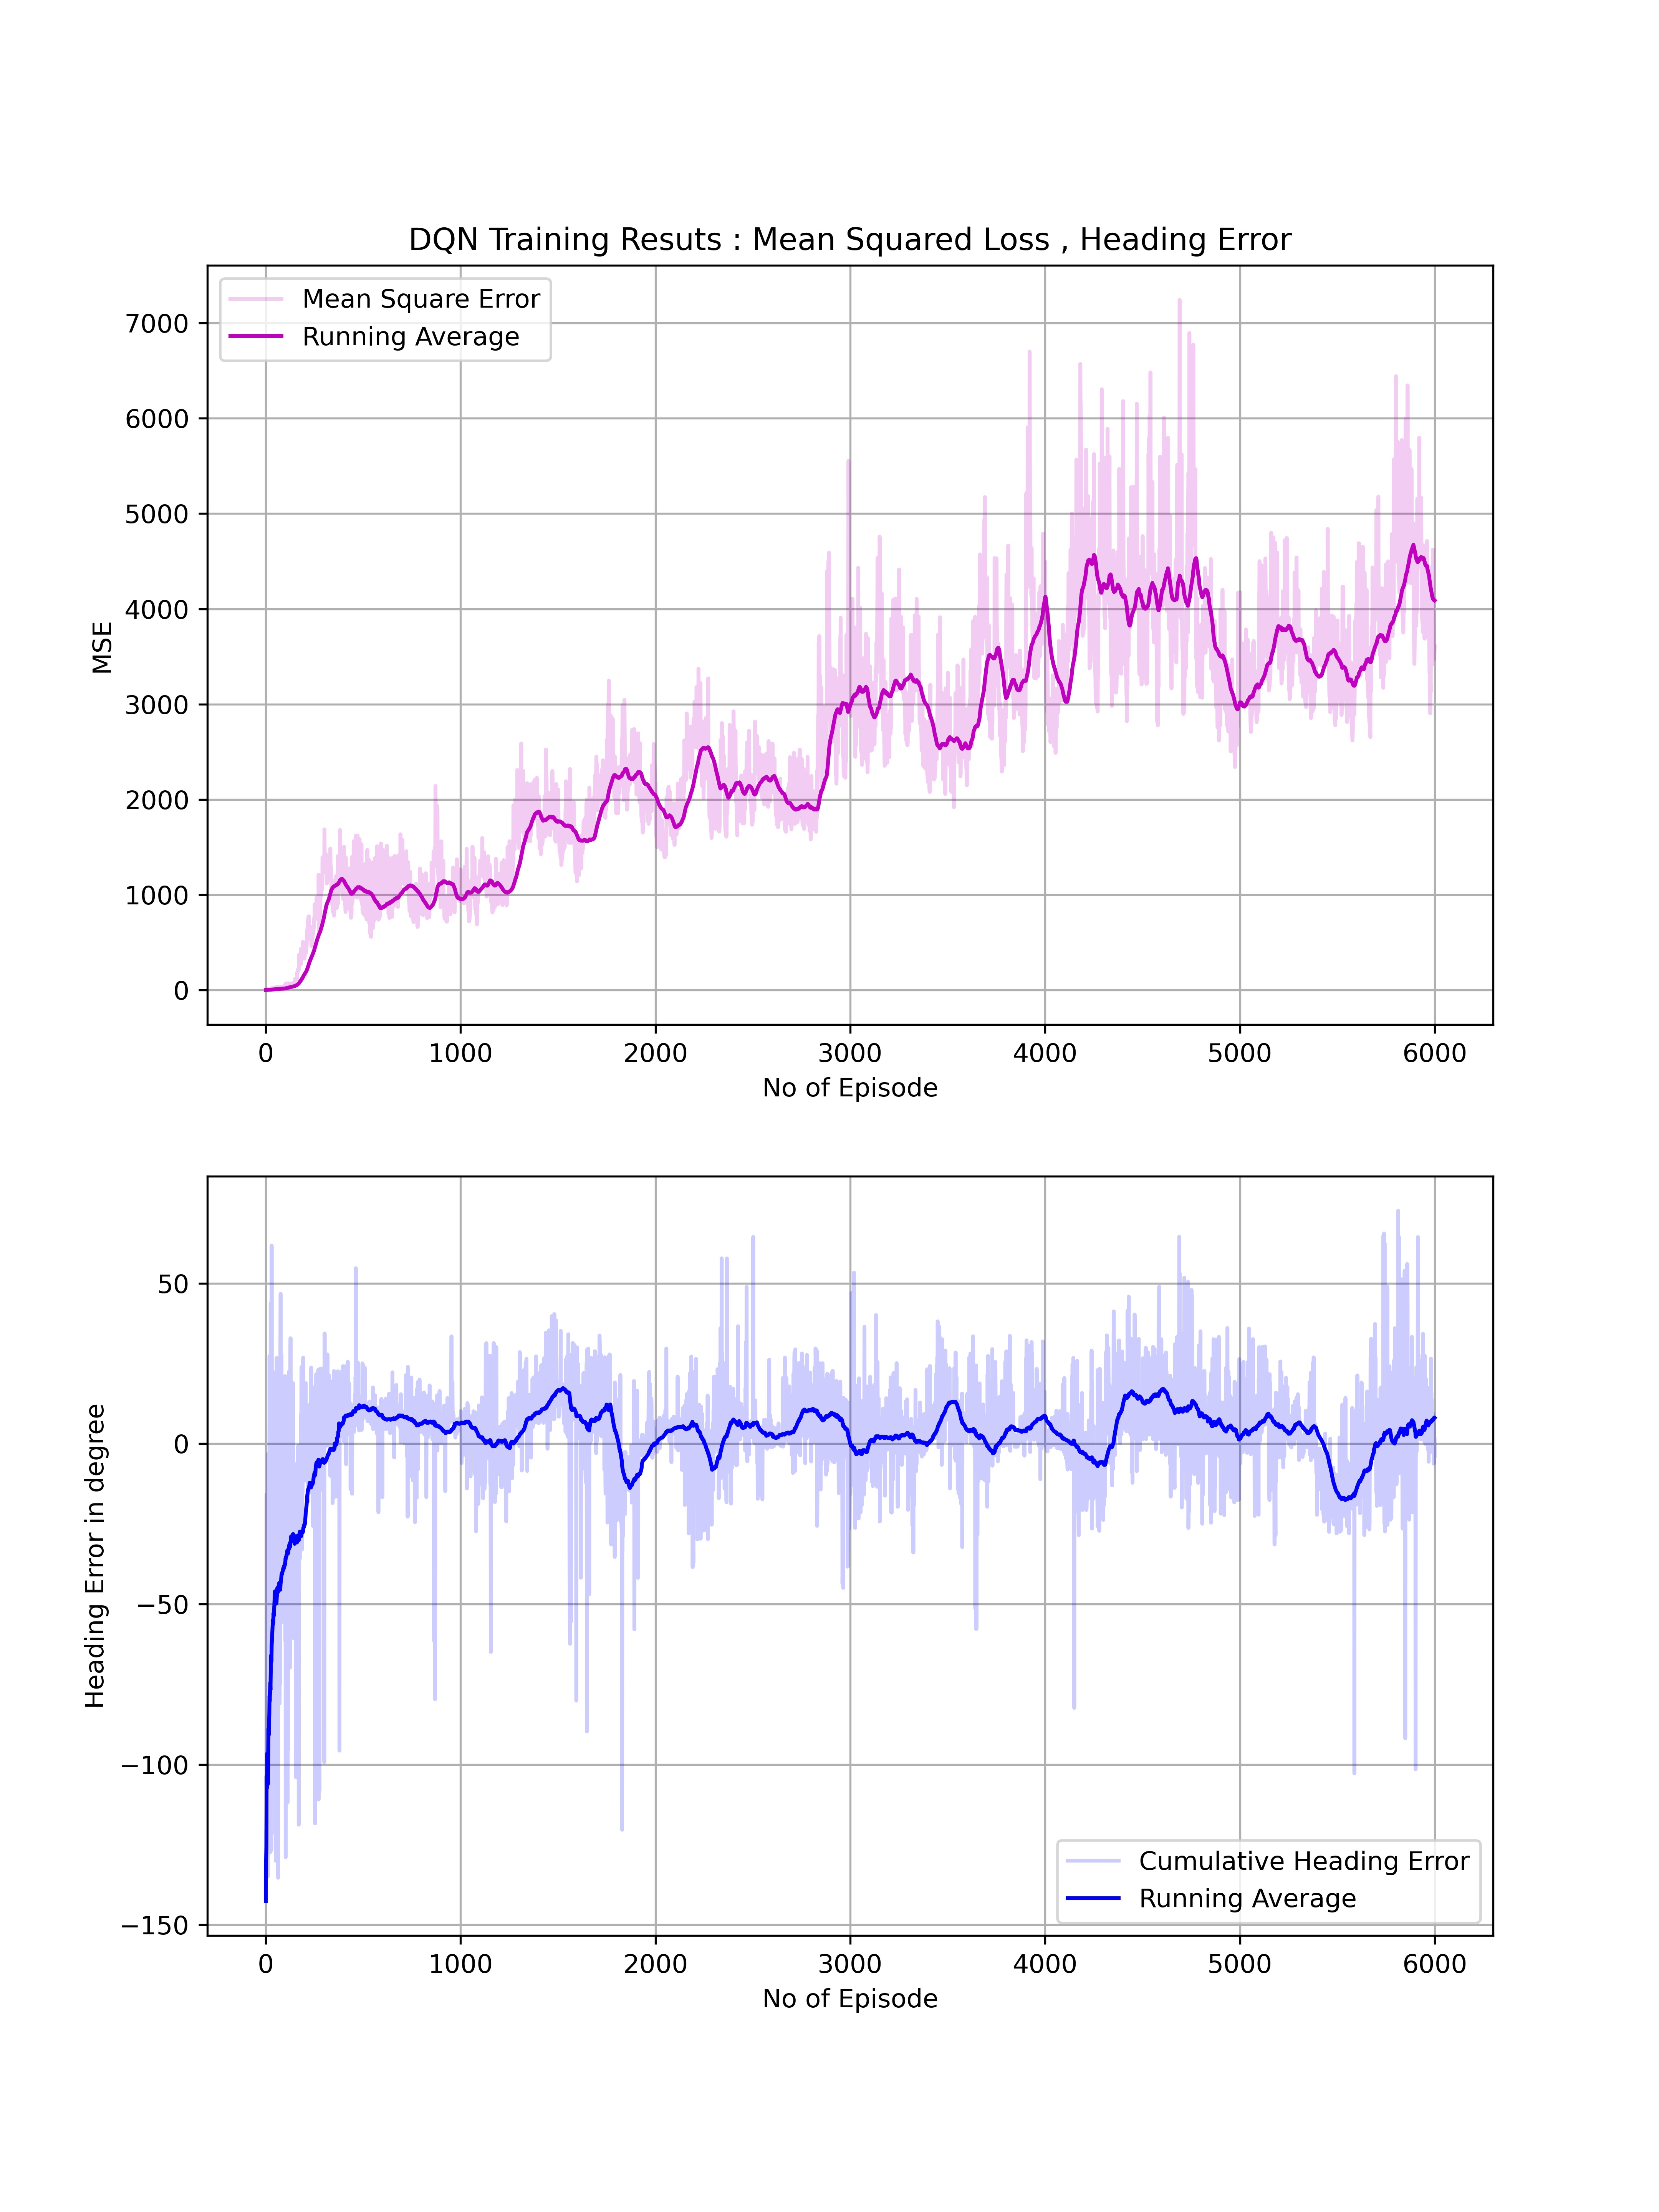 DQN Training Resuts : Mean Squared Loss , Heading Error
Mean Square Error
Running Average
7000
6000
5000
4000
3000
2000
1000
0
MSE
0 1000 2000 3000 4000 5000 6000
No of Episode
50
0
−50
−100
−150
Heading Error in degree
Cumulative Heading Error
Running Average
0 1000 2000 3000 4000 5000 6000
No of Episode